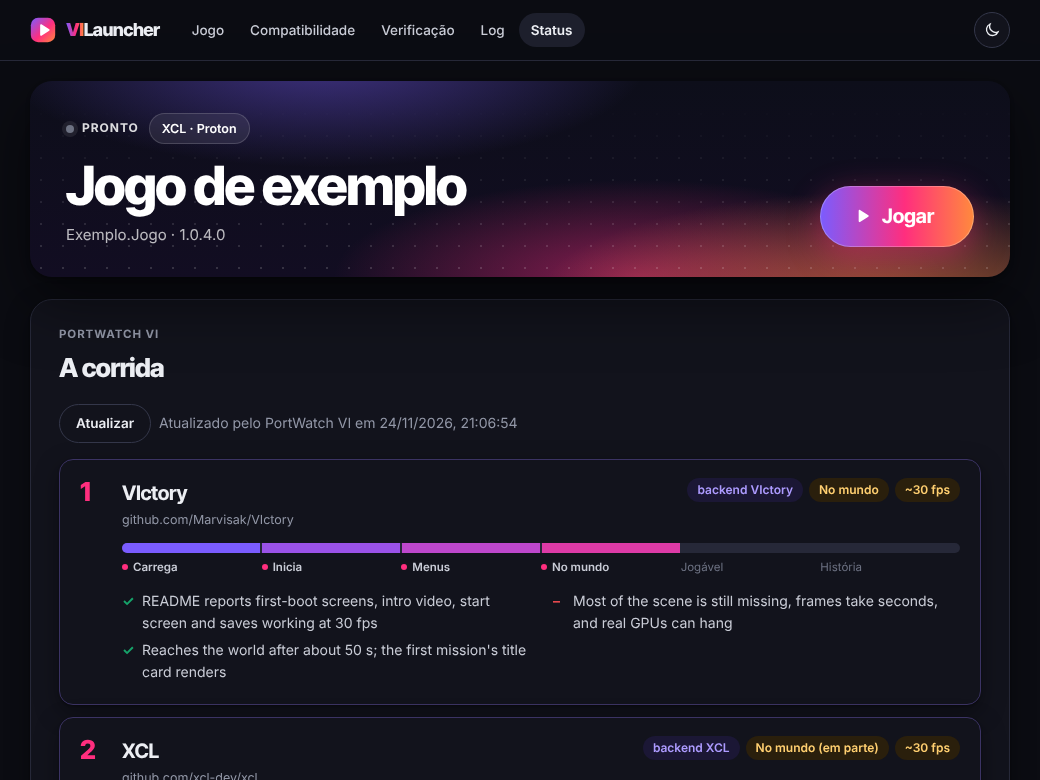 VILauncher
Jogo
Compatibilidade
Verificação
Log
Status
PRONTO
XCL · Proton
Jogo de exemplo
Exemplo.Jogo · 1.0.4.0
Jogar
PORTWATCH VI
A corrida
Atualizar
Atualizado pelo PortWatch VI em 24/11/2026, 21:06:54
1
VIctory
backend VIctory
No mundo
~30 fps
github.com/Marvisak/VIctory
Carrega
Inicia
Menus
No mundo
Jogável
História
README reports first-boot screens, intro video, start
screen and saves working at 30 fps
Reaches the world after about 50 s; the first mission's title
card renders
Most of the scene is still missing, frames take seconds,
and real GPUs can hang
2
XCL
backend XCL
No mundo (em parte)
~30 fps
github.com/xcl-dev/xcl